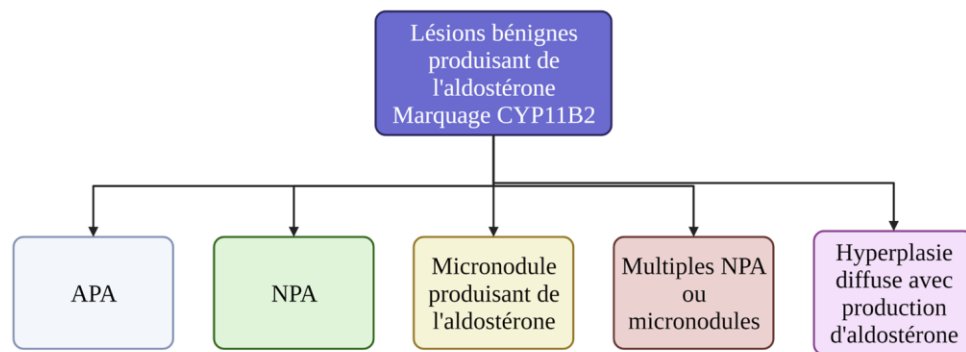 Lésions bénignes
produisant de
l'aldostérone
Marquage CYP11B2
APA
NPA
Micronodule
produisant de
l'aldostérone
Multiples NPA
ou
micronodules
Hyperplasie
diffuse avec
production
d'aldostérone